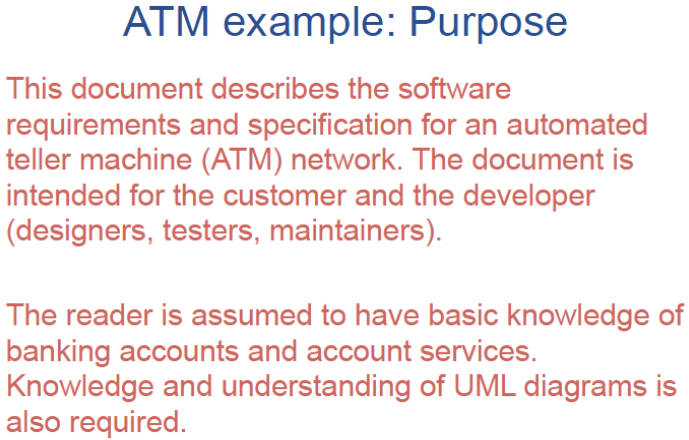 ATM example: Purpose
This document describes the software
requirements and specification for an automated
teller machine (ATM) network. The document is
intended for the customer and the developer
(designers, testers, maintainers).
The reader is assumed to have basic knowledge of
banking accounts and account services.
Knowledge and understanding of UML diagrams is
also required.